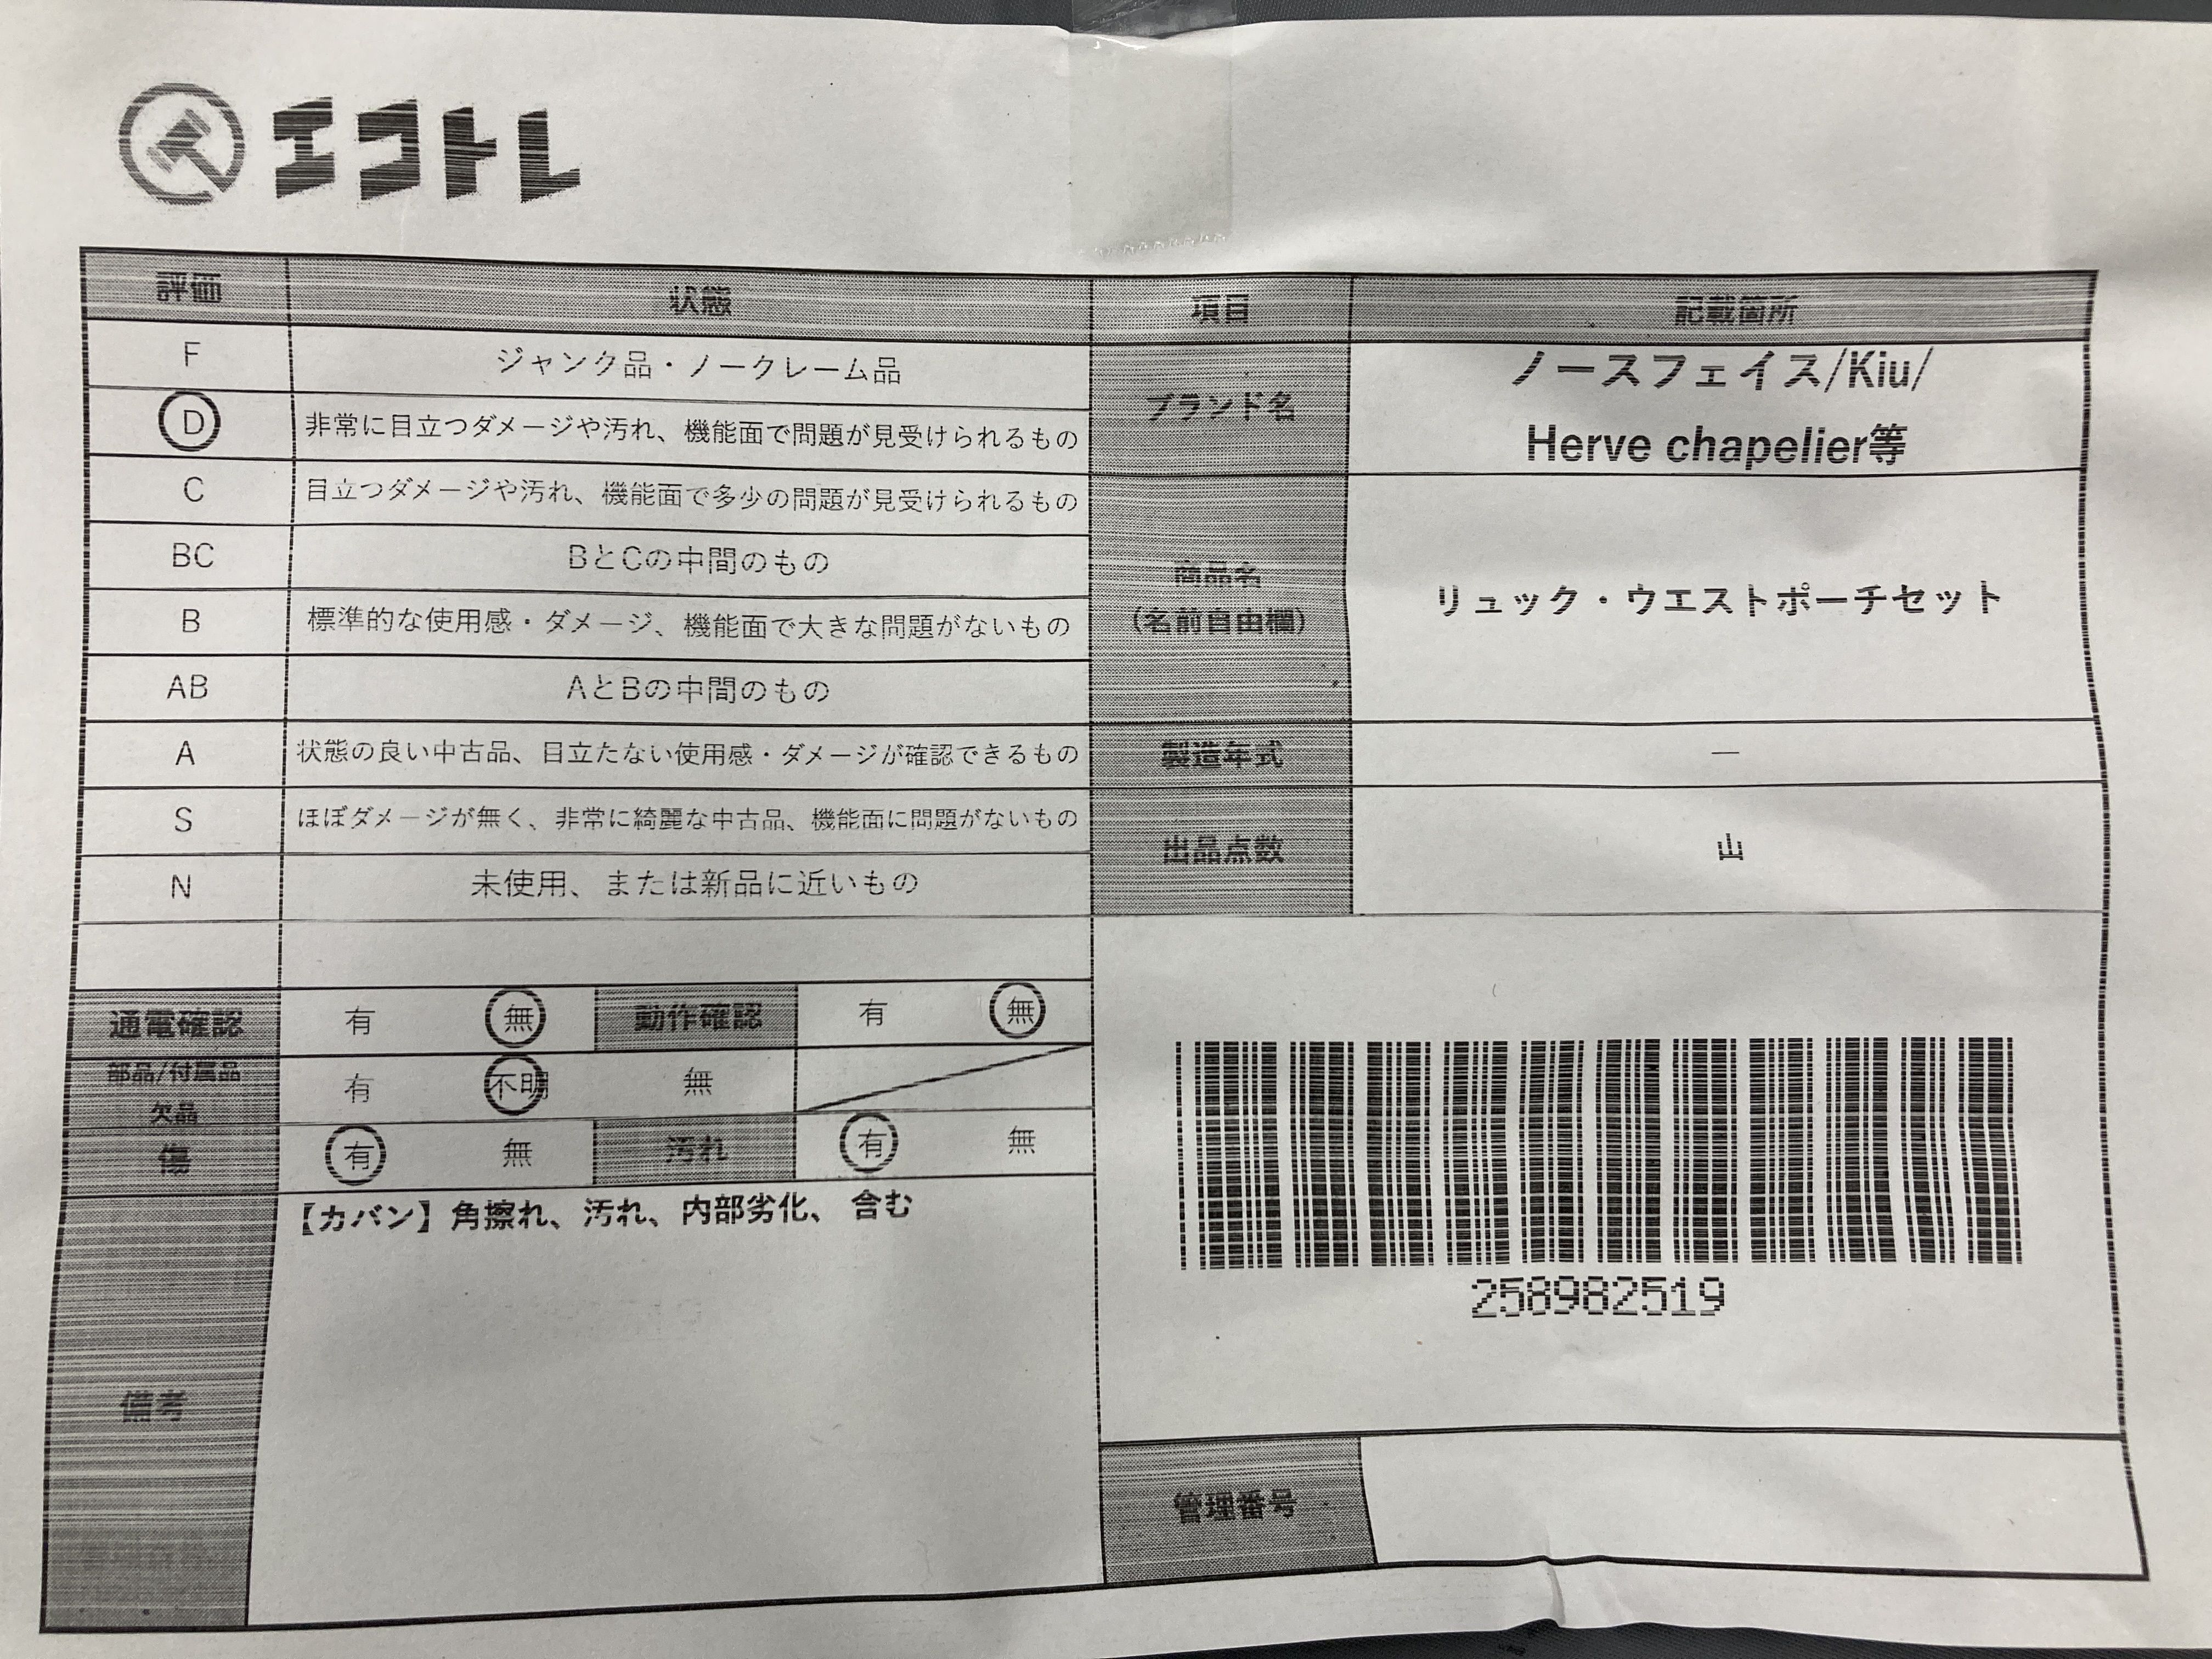 エコトレ
評価 状態 項目 記載箇所
F ジャンク品・ノークレーム品
D 非常に目立つダメージや汚れ、機能面で問題が見受けられるもの
C 目立つダメージや汚れ、機能面で多少の問題が見受けられるもの
BC BとCの中間のもの
B 標準的な使用感・ダメージ、機能面で大きな問題がないもの
AB AとBの中間のもの
A 状態の良い中古品、目立たない使用感・ダメージが確認できるもの
S ほぼダメージが無く、非常に綺麗な中古品、機能面に問題がないもの
N 未使用、または新品に近いもの
ブランド名 ノースフェイス/Kiu/
Herve chapelier等
商品名
(名前自由欄)
リュック・ウエストポーチセット
製造年式 ―
出品点数 山
通電確認 有 無 動作確認 有 無
部品/付属品
欠品
有 不明 無
傷 有 無 汚れ 有 無
備考
【カバン】角擦れ、汚れ、内部劣化、 含む
258982519
管理番号